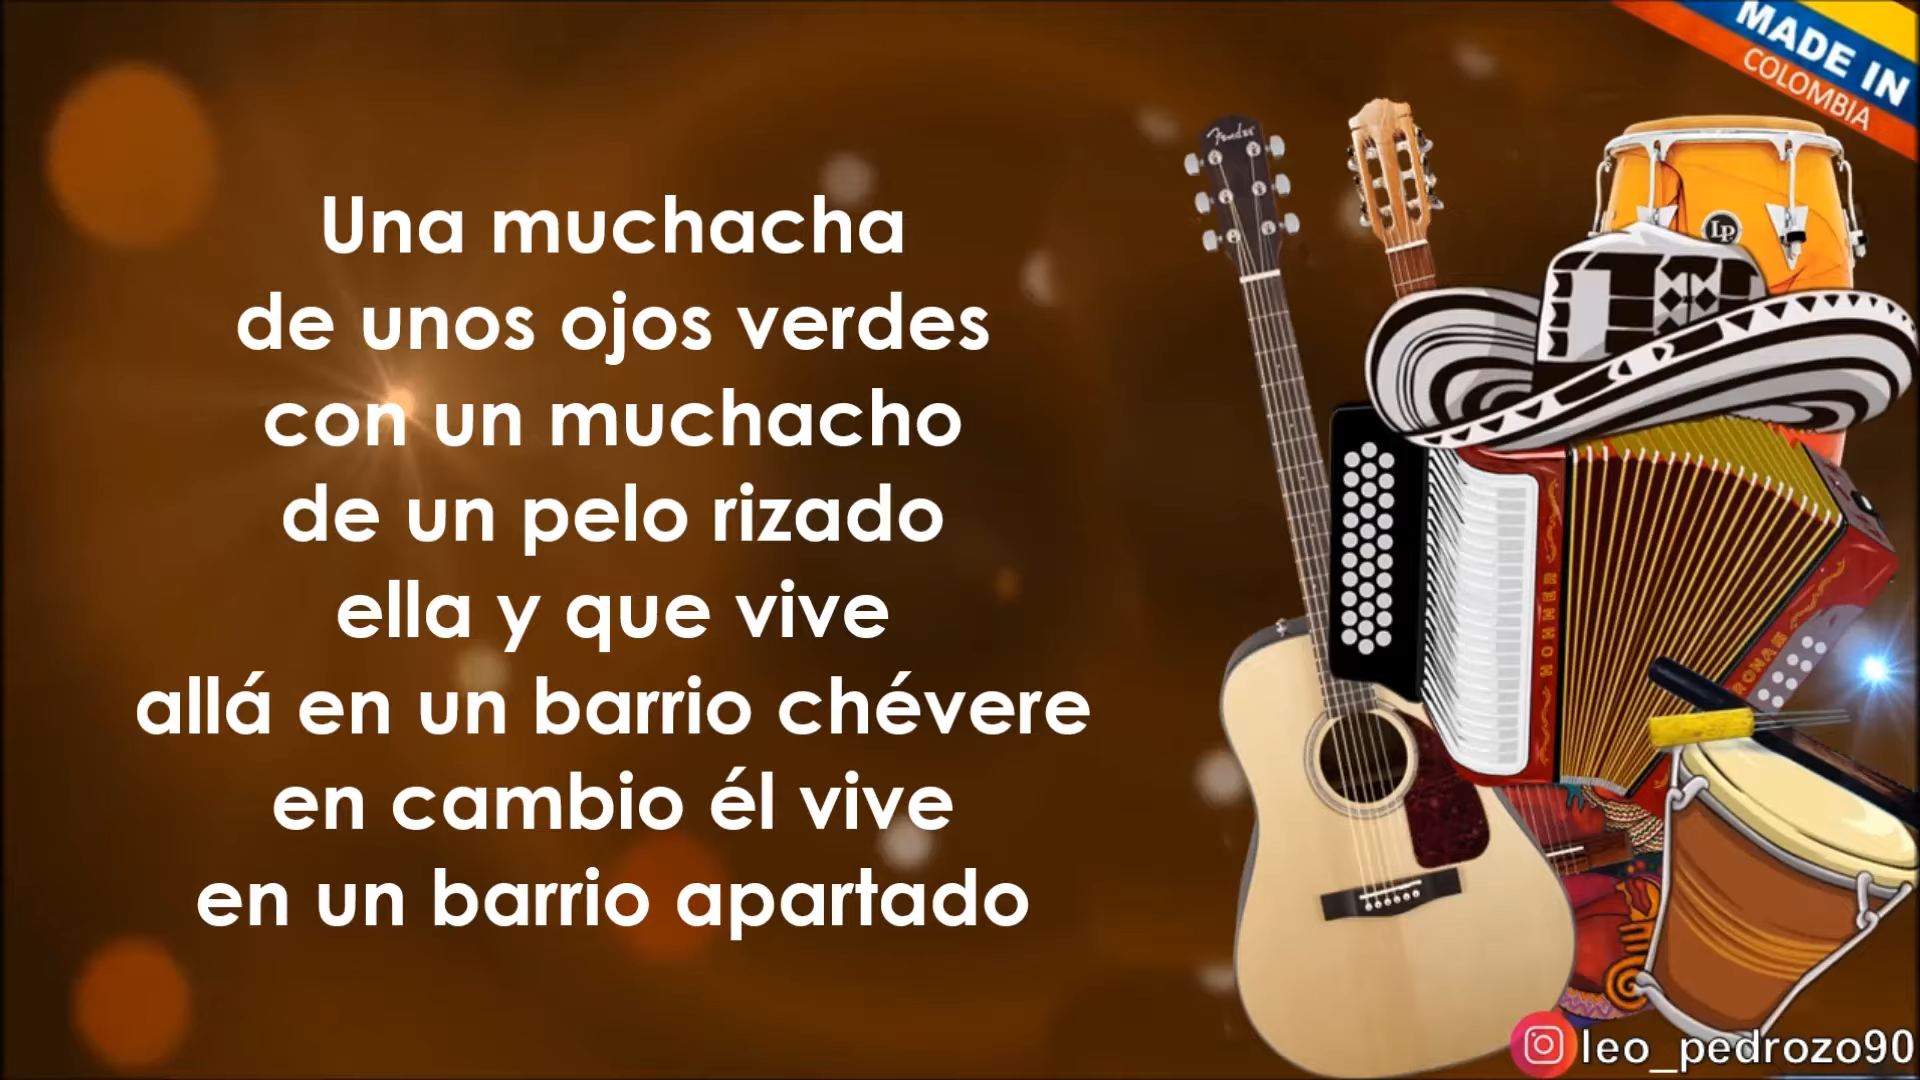 MADE IN
COLOMBIA
Fender
LP
Una muchacha
de unos ojos verdes
con un muchacho
de un pelo rizado
ella y que vive
allá en un barrio chévere
en cambio él vive
en un barrio apartado
HOHNER
leo_pedrozo90